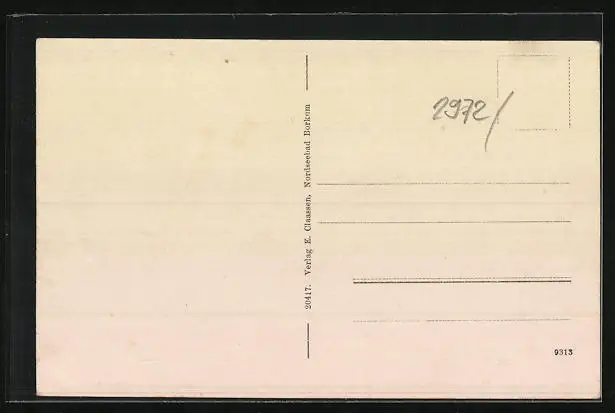 2972/
20417. Verlag E. Claassen, Nordseebad Borkum
9313